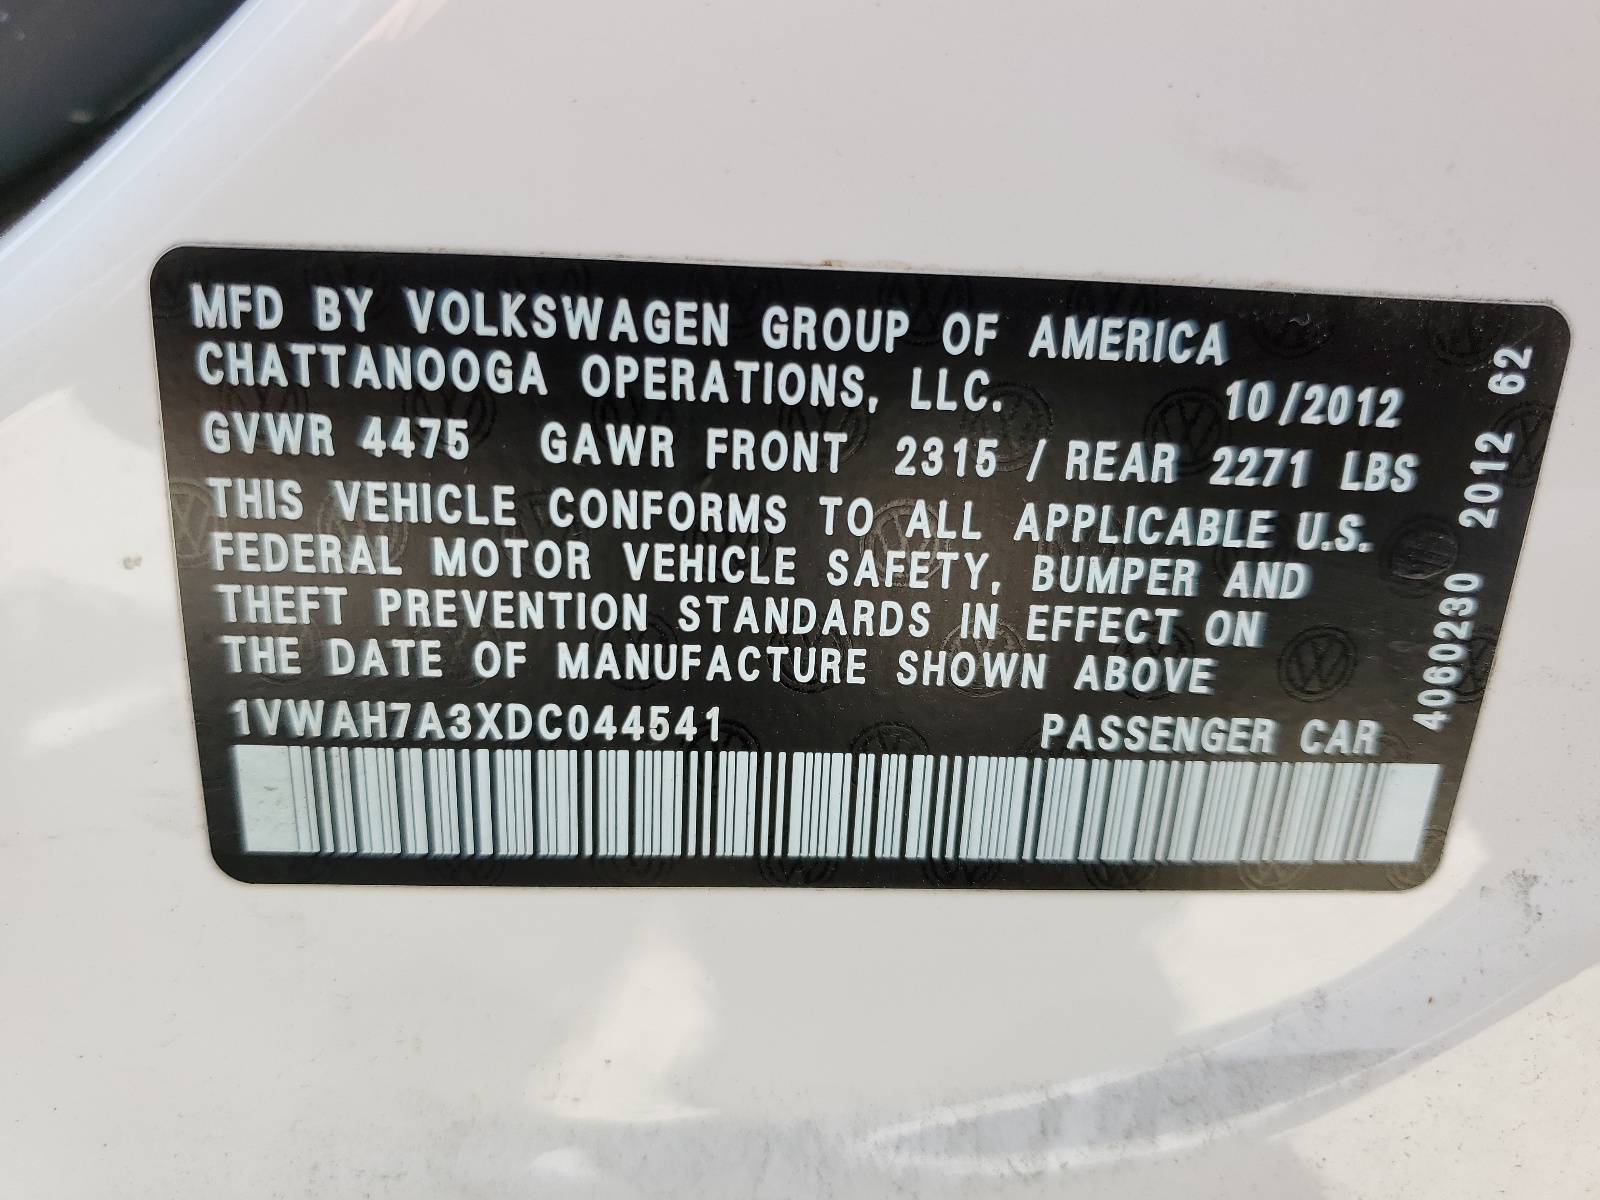 MFD BY VOLKSWAGEN GROUP OF AMERICA
CHATTANOOGA OPERATIONS, LLC. 10/2012
GVWR 4475 GAWR FRONT 2315 / REAR 2271 LBS
THIS VEHICLE CONFORMS TO ALL APPLICABLE U.S.
FEDERAL MOTOR VEHICLE SAFETY, BUMPER AND
THEFT PREVENTION STANDARDS IN EFFECT ON
THE DATE OF MANUFACTURE SHOWN ABOVE
1VWAH7A3XDC044541 PASSENGER CAR
4060230 2012 62